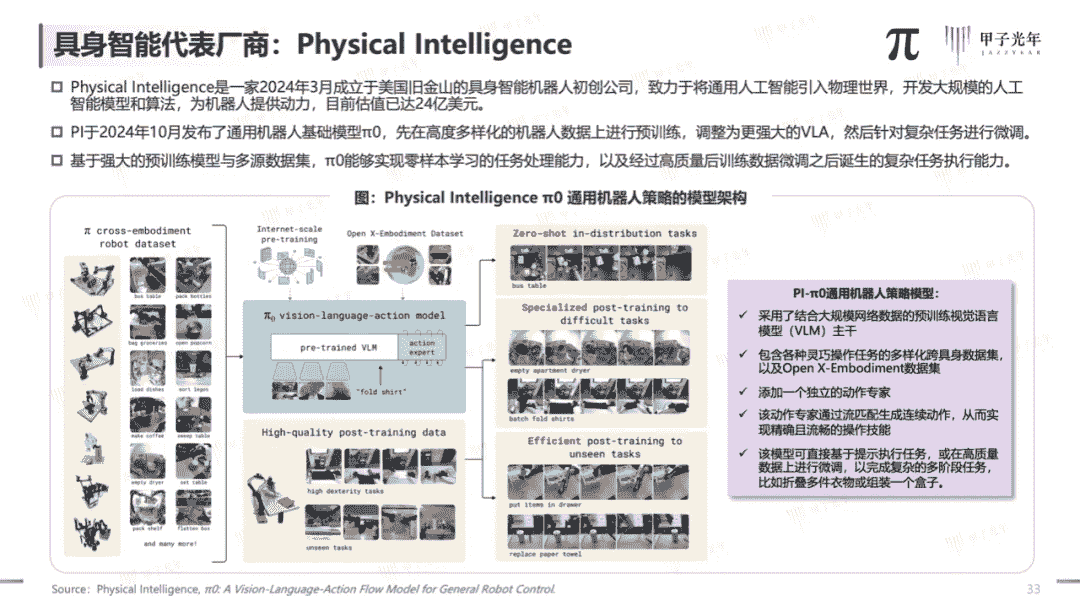 具身智能代表厂商：Physical Intelligence
π
甲子光年
JAZZYEAR
Physical Intelligence是一家2024年3月成立于美国旧金山的具身智能机器人初创公司，致力于将通用人工智能引入物理世界，开发大规模的人工
智能模型和算法，为机器人提供动力，目前估值已达24亿美元。
PI于2024年10月发布了通用机器人基础模型π0，先在高度多样化的机器人数据上进行预训练，调整为更强大的VLA，然后针对复杂任务进行微调。
基于强大的预训练模型与多源数据集，π0能够实现零样本学习的任务处理能力，以及经过高质量后训练数据微调之后诞生的复杂任务执行能力。
图：Physical Intelligence π0 通用机器人策略的模型架构
π cross-embodiment
robot dataset
bus table
pack bottles
bag groceries
open popcorn
load dishes
sort legos
make coffee
sweep table
empty dryer
set table
pack shelf
flatten box
and many more!
Internet-scale
pre-training
Open X-Embodiment Dataset
π0 vision-language-action model
pre-trained VLM
action
expert
"fold shirt"
High-quality post-training data
high dexterity tasks
unseen tasks
Zero-shot in-distribution tasks
bus table
Specialized post-training to
difficult tasks
empty apartment dryer
batch fold shirts
Efficient post-training to
unseen tasks
put items in drawer
replace paper towel
PI-π0通用机器人策略模型：
✓ 采用了结合大规模网络数据的预训练视觉语言
模型（VLM）主干
✓ 包含各种灵巧操作任务的多样化跨具身数据集，
以及Open X-Embodiment数据集
✓ 添加一个独立的动作专家
✓ 该动作专家通过流匹配生成连续动作，从而实
现精确且流畅的操作技能
✓ 该模型可直接基于提示执行任务，或在高质量
数据上进行微调，以完成复杂的多阶段任务，
比如折叠多件衣物或组装一个盒子。
Source：Physical Intelligence, π0: A Vision-Language-Action Flow Model for General Robot Control.
33